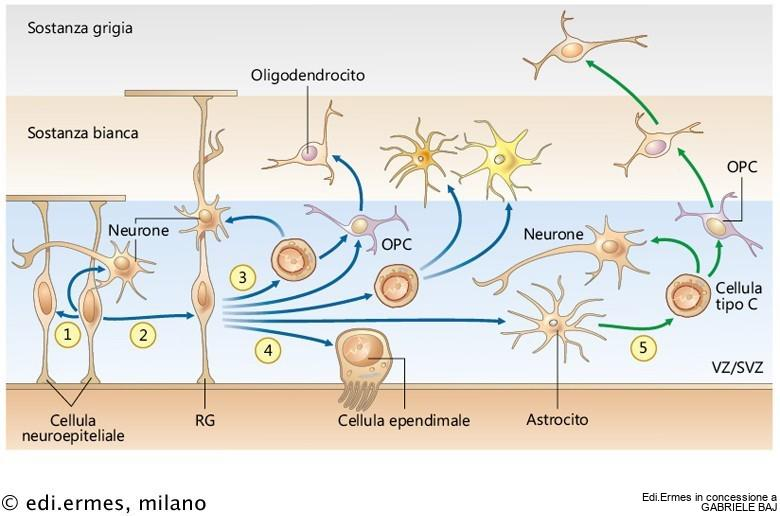 Sostanza grigia
Oligodendrocito
Sostanza bianca
OPC
Neurone
OPC
Neurone
3
Cellula
tipo C
1
2
4
5
VZ/SVZ
Cellula
neuroepiteliale
RG
Cellula ependimale
Astrocito
© edi.ermes, milano
Edi.Ermes in concessione a
GABRIELE BAJ